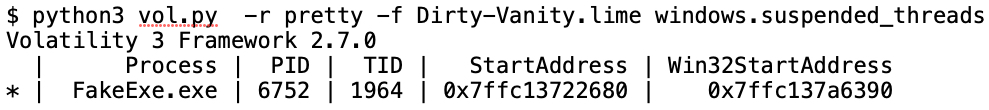 $ python3 vol.py  -r pretty -f Dirty-Vanity.lime windows.suspended_threads
Volatility 3 Framework 2.7.0
  |      Process |  PID |  TID |   StartAddress | Win32StartAddress
* |  FakeExe.exe | 6752 | 1964 | 0x7ffc13722680 |    0x7ffc137a6390